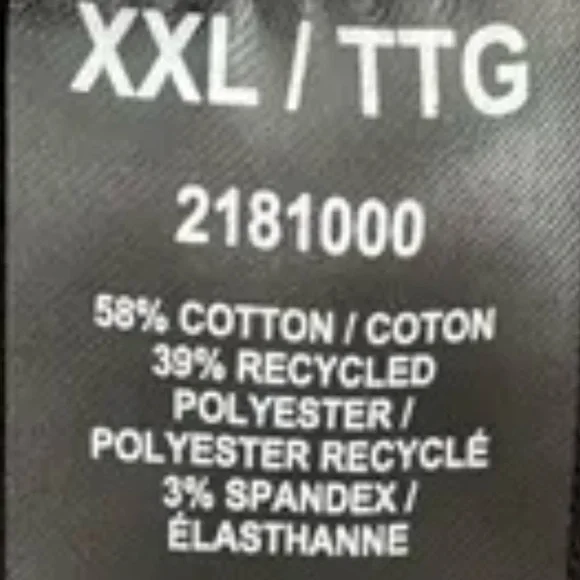 XXL / TTG
2181000
58% COTTON / COTON
39% RECYCLED
POLYESTER /
POLYESTER RECYCLÉ
3% SPANDEX /
ÉLASTHANNE